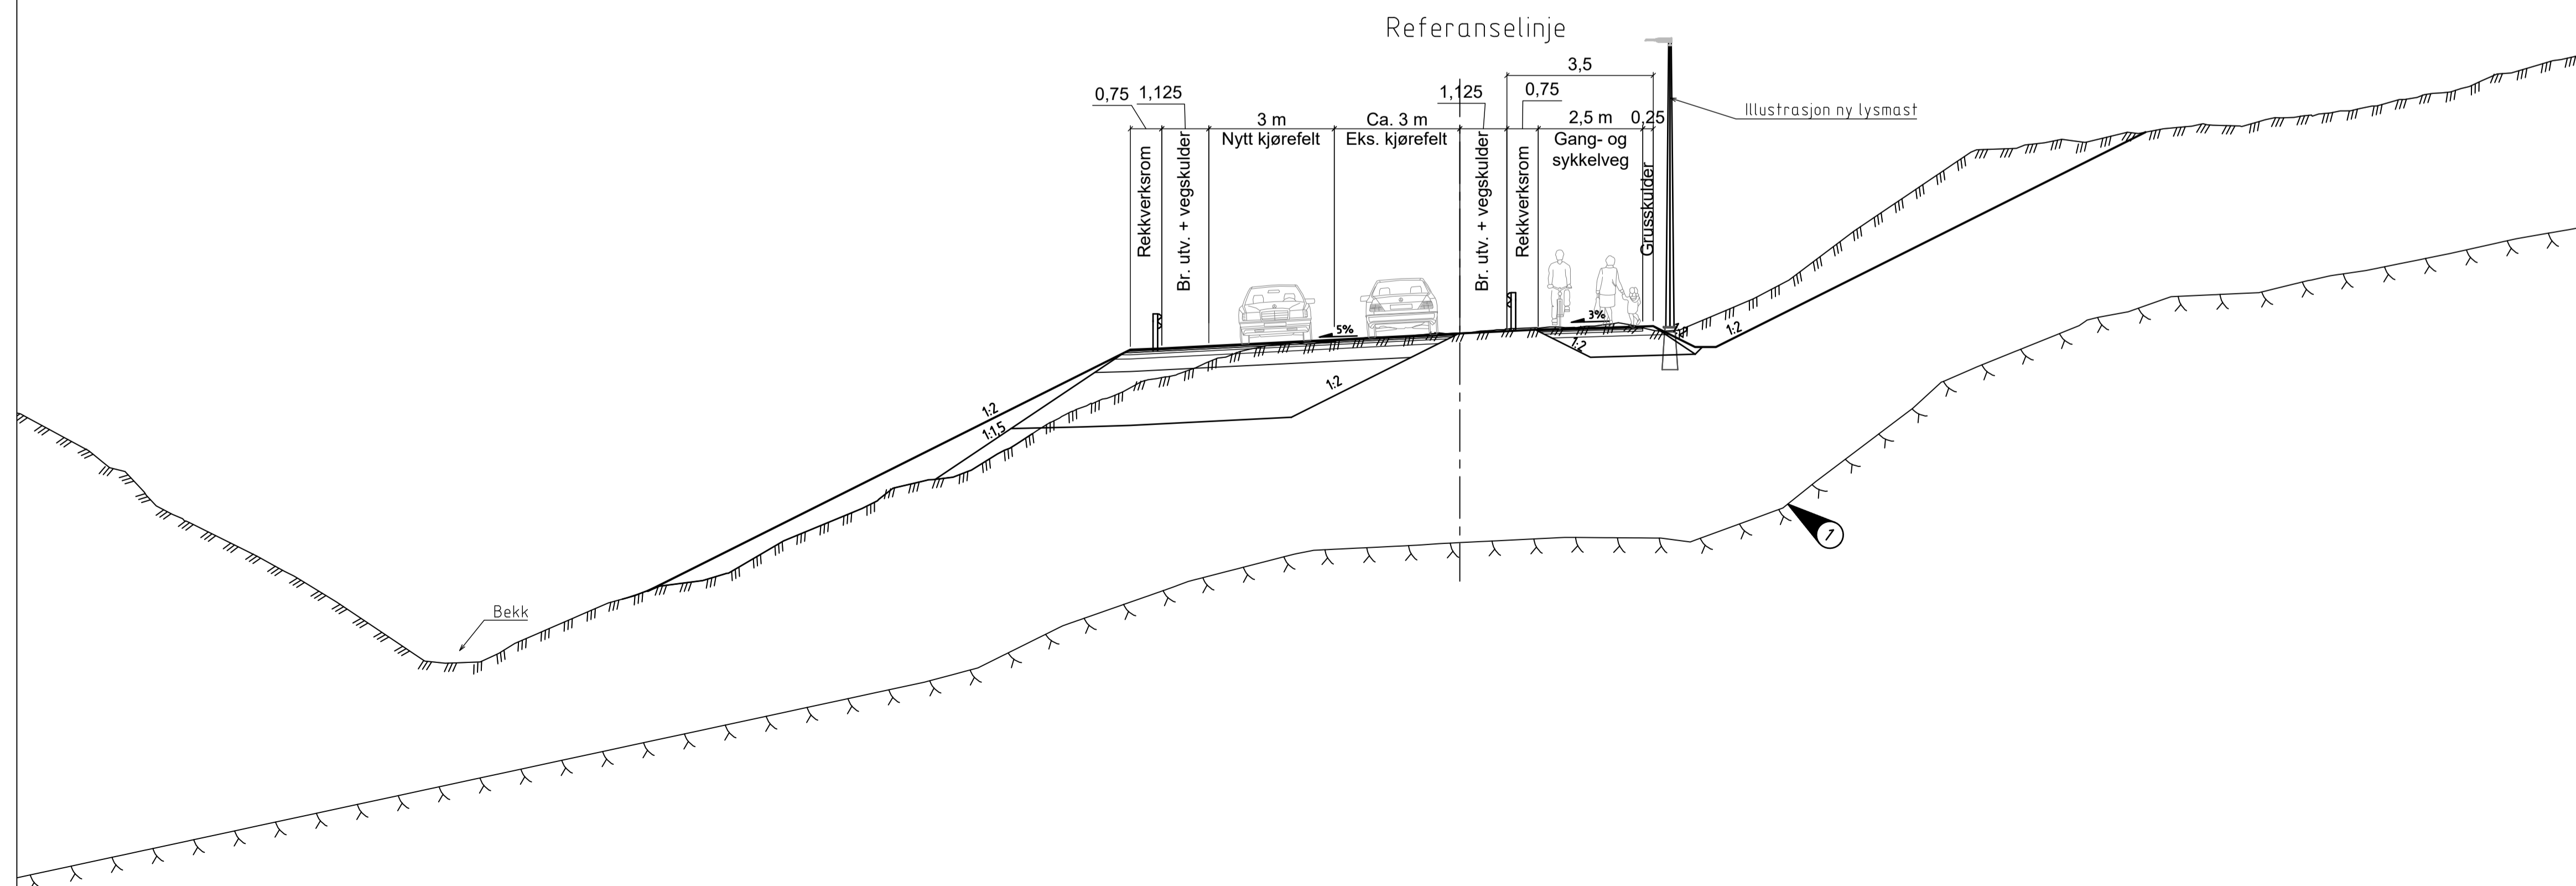 Referanselinje
3,5
0,75
1,125
1,125
0,75
Illustrasjon ny lysmast
3 m
Nytt kjørefelt
Ca. 3 m
Eks. kjørefelt
2,5 m
0,25
Gang- og
sykkelveg
Rekkverksrom
Br. utv. + vegskulder
Br. utv. + vegskulder
Rekkverksrom
Grusskulder
5%
3%
1:2
1:2
1:2
1:2
1:1,5
1
Bekk